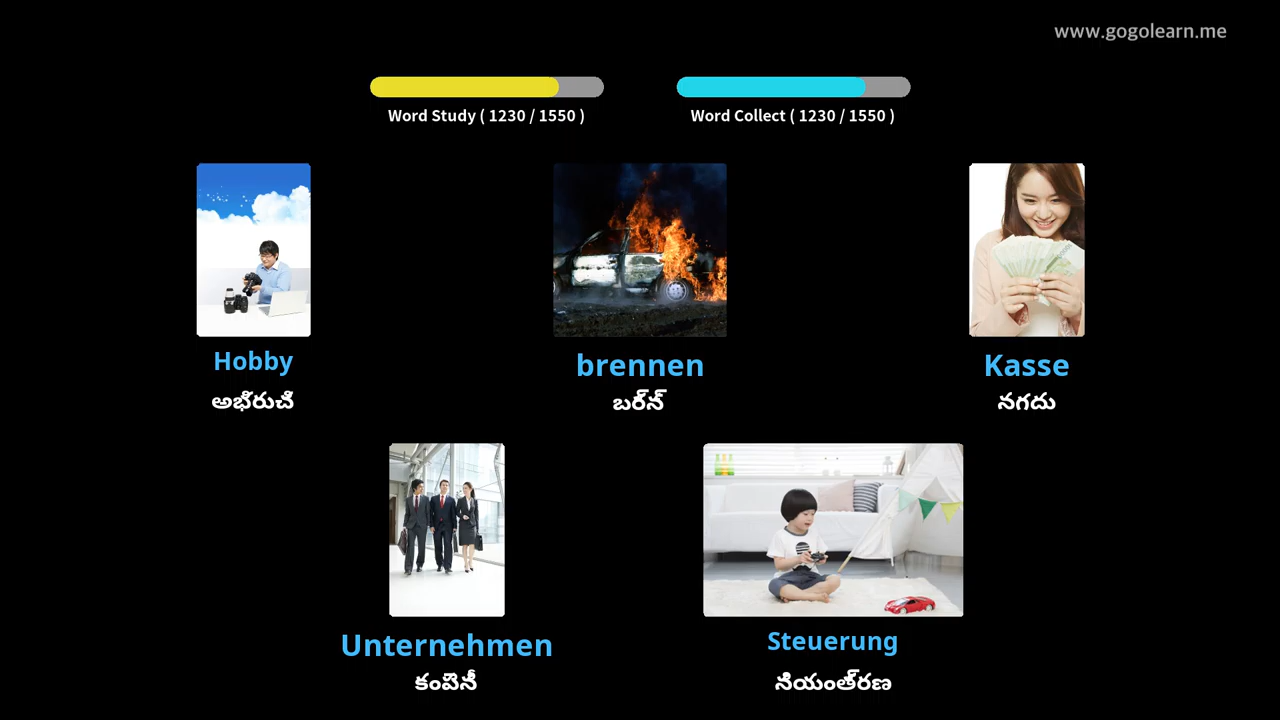 www.gogolearn.me
Word Study ( 1230 / 1550 )
Word Collect ( 1230 / 1550 )
Hobby
brennen
Kasse
అభిరుచి
బర్న్
నగదు
Unternehmen
Steuerung
కంపెనీ
నియంత్రణ